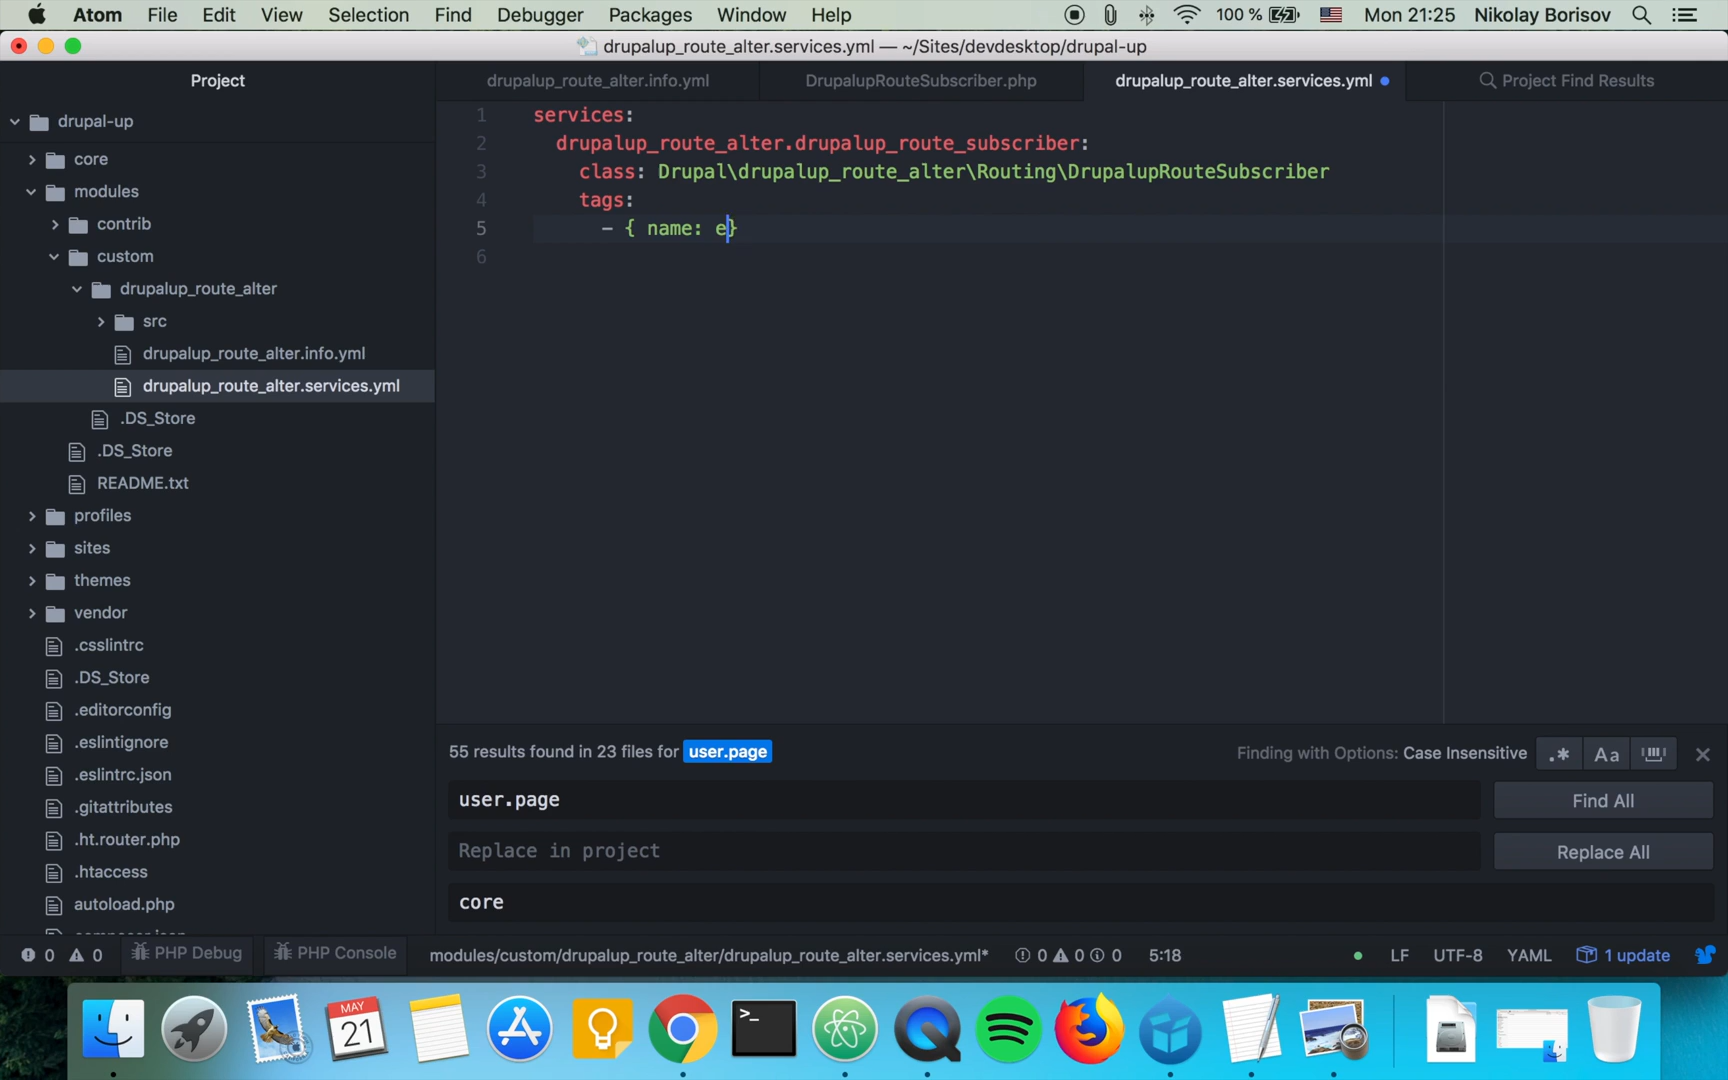 Atom File Edit View Selection Find Debugger Packages Window Help 100 % Mon 21:25 Nikolay Borisov
drupalup_route_alter.services.yml — ~/Sites/devdesktop/drupal-up
Project
drupalup_route_alter.info.yml DrupalupRouteSubscriber.php drupalup_route_alter.services.yml Project Find Results
drupal-up
core
modules
contrib
custom
drupalup_route_alter
src
drupalup_route_alter.info.yml
drupalup_route_alter.services.yml
.DS_Store
.DS_Store
README.txt
profiles
sites
themes
vendor
.csslintrc
.DS_Store
.editorconfig
.eslintignore
.eslintrc.json
.gitattributes
.ht.router.php
.htaccess
autoload.php
composer.json
1 services:
2 drupalup_route_alter.drupalup_route_subscriber:
3 class: Drupal\drupalup_route_alter\Routing\DrupalupRouteSubscriber
4 tags:
5 - { name: e}
6
55 results found in 23 files for user.page Finding with Options: Case Insensitive .* Aa
user.page Find All
Replace in project Replace All
core
0 0 PHP Debug PHP Console modules/custom/drupalup_route_alter/drupalup_route_alter.services.yml* 0 0 0 5:18 LF UTF-8 YAML 1 update
MAY
21
>_